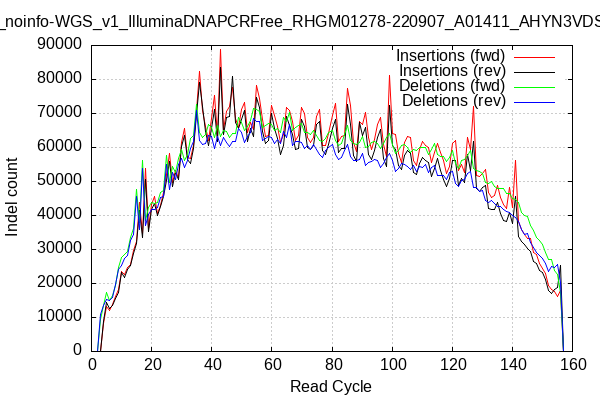 _noinfo-WGS_v1_IlluminaDNAPCRFree_RHGM01278-220907_A01411_AHYN3VDS
Insertions (fwd)
Insertions (rev)
Deletions (fwd)
Deletions (rev)
90000
80000
70000
60000
50000
40000
30000
20000
10000
0
Indel count
0 20 40 60 80 100 120 140 160
Read Cycle